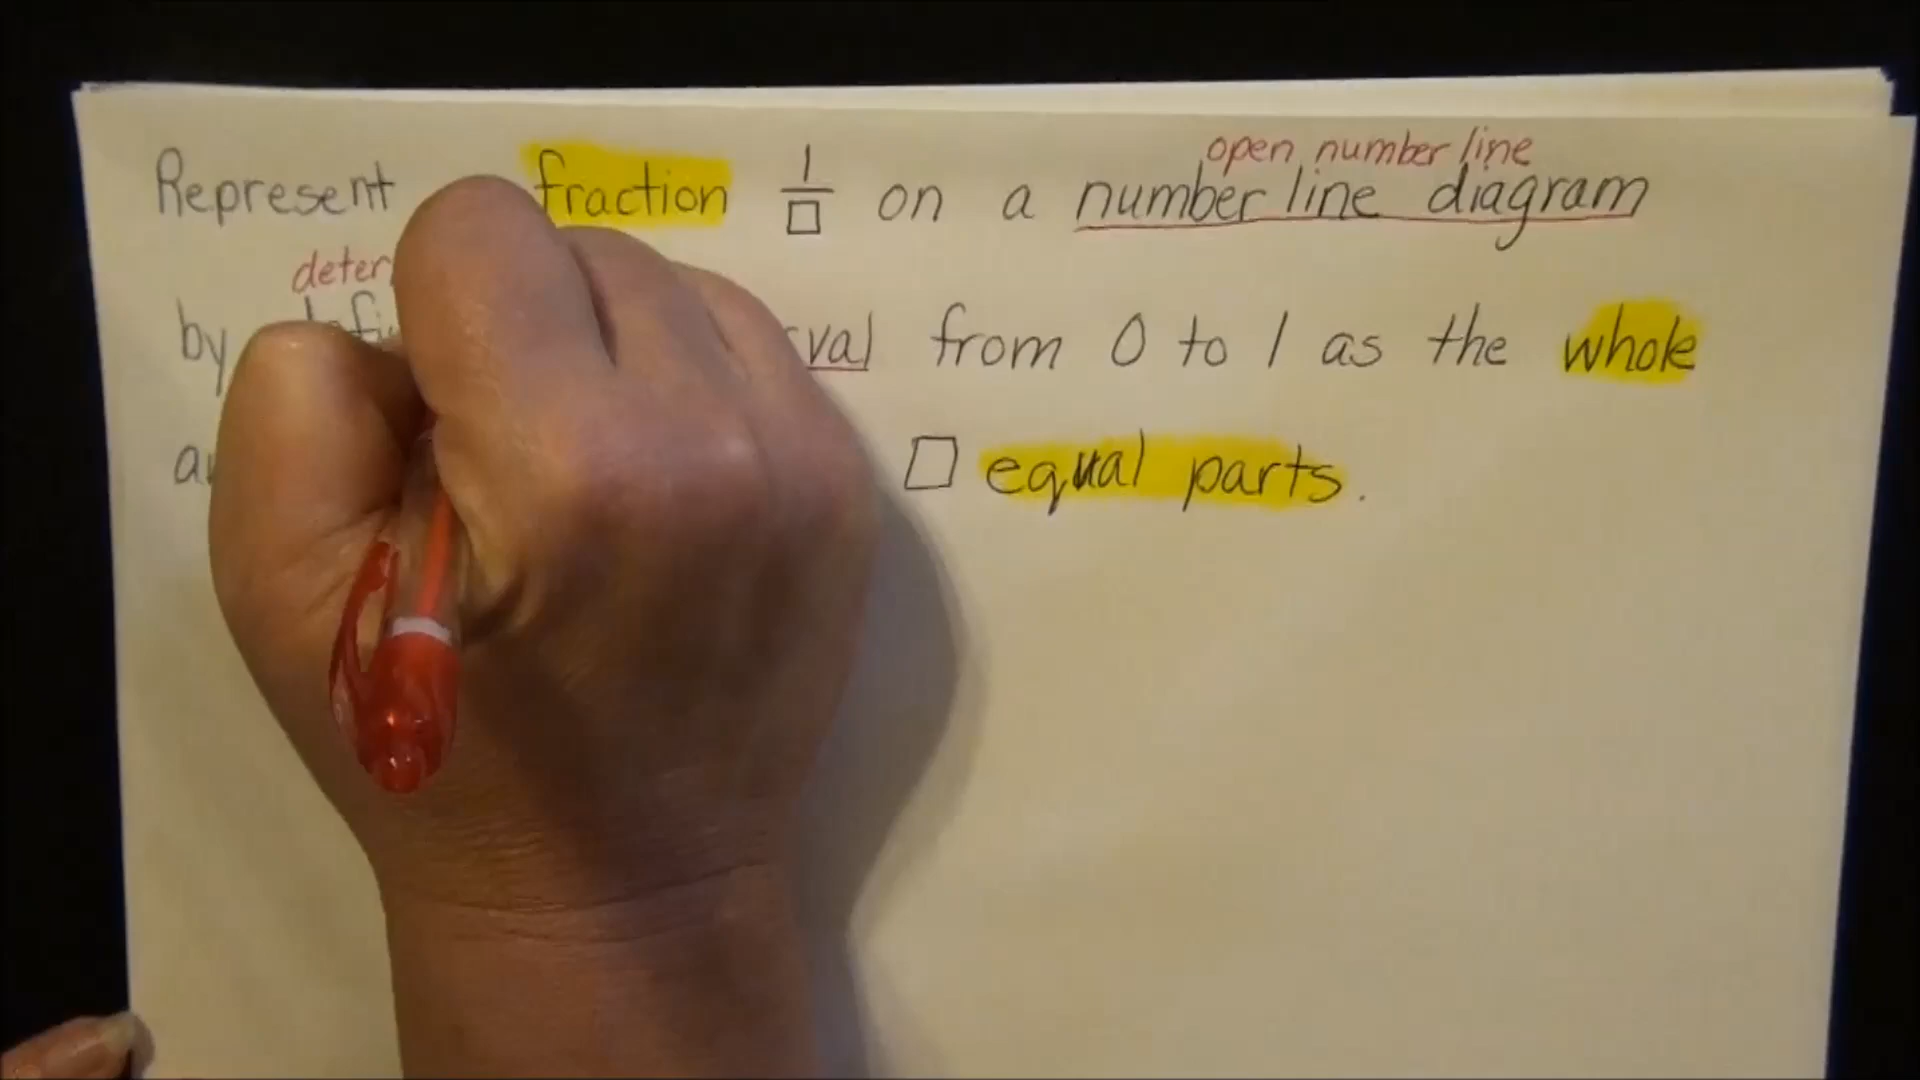 open number line
Represent fraction 1/□ on a number line diagram
by from 0 to 1 as the whole
□ equal parts.